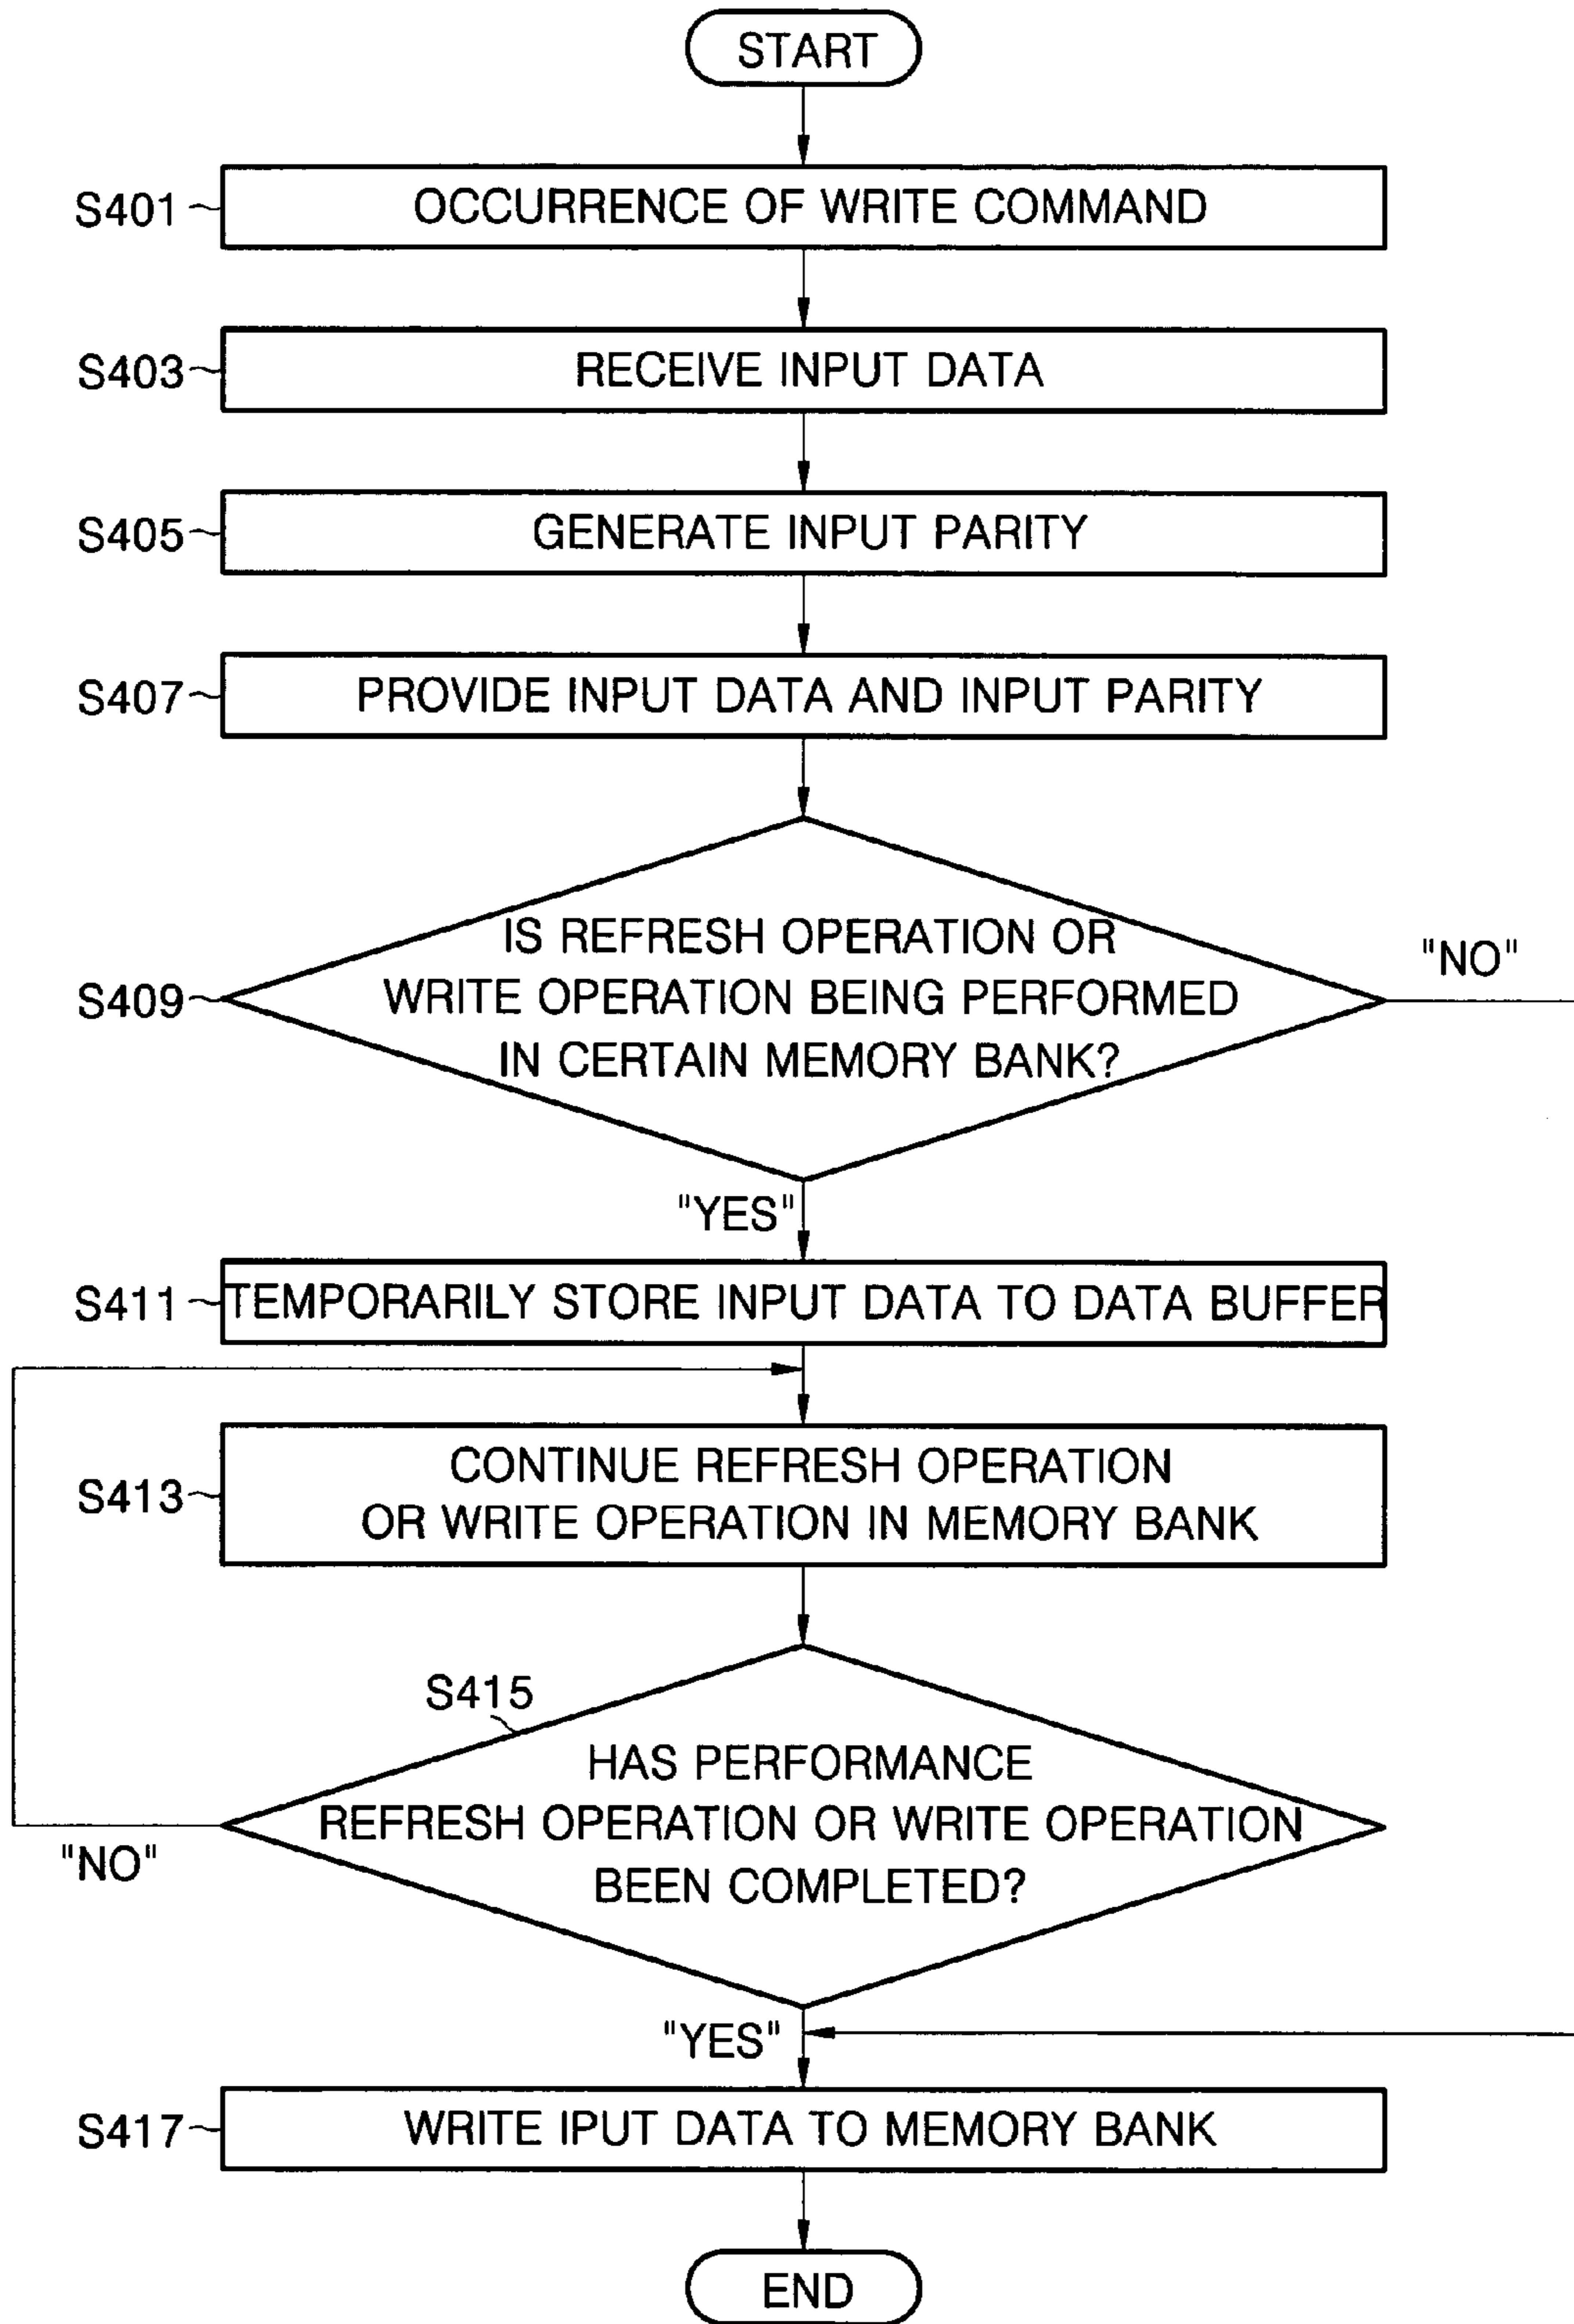 START
S401
OCCURRENCE OF WRITE COMMAND
S403
RECEIVE INPUT DATA
S405
GENERATE INPUT PARITY
S407
PROVIDE INPUT DATA AND INPUT PARITY
S409
IS REFRESH OPERATION OR
WRITE OPERATION BEING PERFORMED
IN CERTAIN MEMORY BANK?
"NO"
"YES"
S411
TEMPORARILY STORE INPUT DATA TO DATA BUFFER
S413
CONTINUE REFRESH OPERATION
OR WRITE OPERATION IN MEMORY BANK
S415
HAS PERFORMANCE
REFRESH OPERATION OR WRITE OPERATION
BEEN COMPLETED?
"NO"
"YES"
S417
WRITE IPUT DATA TO MEMORY BANK
END